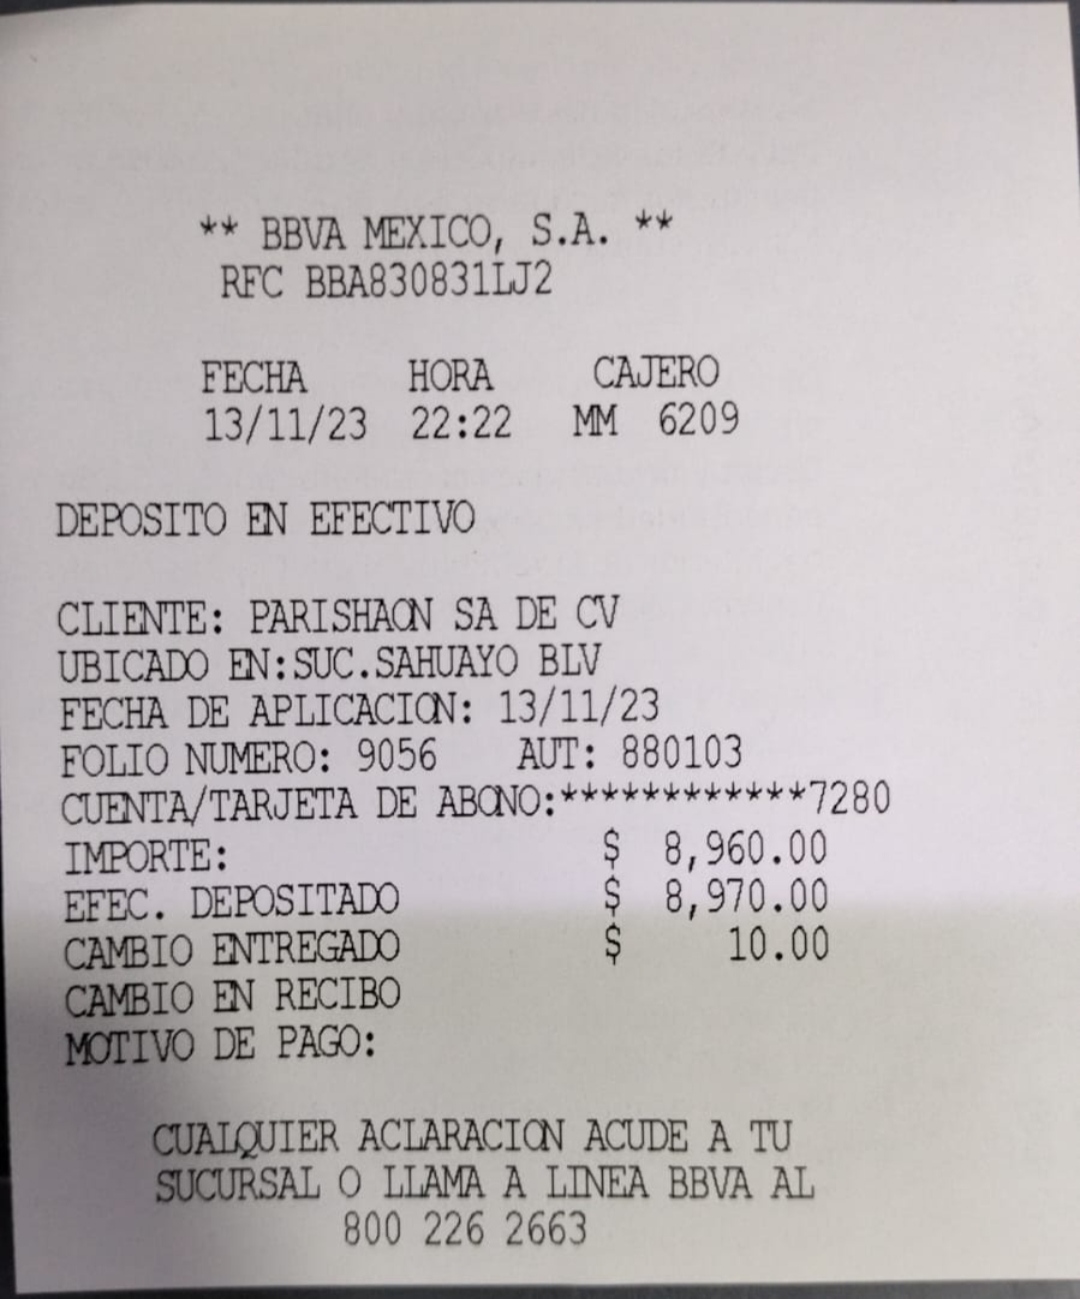 ** BBVA MEXICO, S.A. **
RFC BBA830831LJ2
FECHA HORA CAJERO
13/11/23 22:22 MM 6209
DEPOSITO EN EFECTIVO
CLIENTE: PARISHAON SA DE CV
UBICADO EN:SUC.SAHUAYO BLV
FECHA DE APLICACION: 13/11/23
FOLIO NUMERO: 9056 AUT: 880103
CUENTA/TARJETA DE ABONO:************7280
IMPORTE: $ 8,960.00
EFEC. DEPOSITADO $ 8,970.00
CAMBIO ENTREGADO $ 10.00
CAMBIO EN RECIBO
MOTIVO DE PAGO:
CUALQUIER ACLARACION ACUDE A TU
SUCURSAL O LLAMA A LINEA BBVA AL
800 226 2663